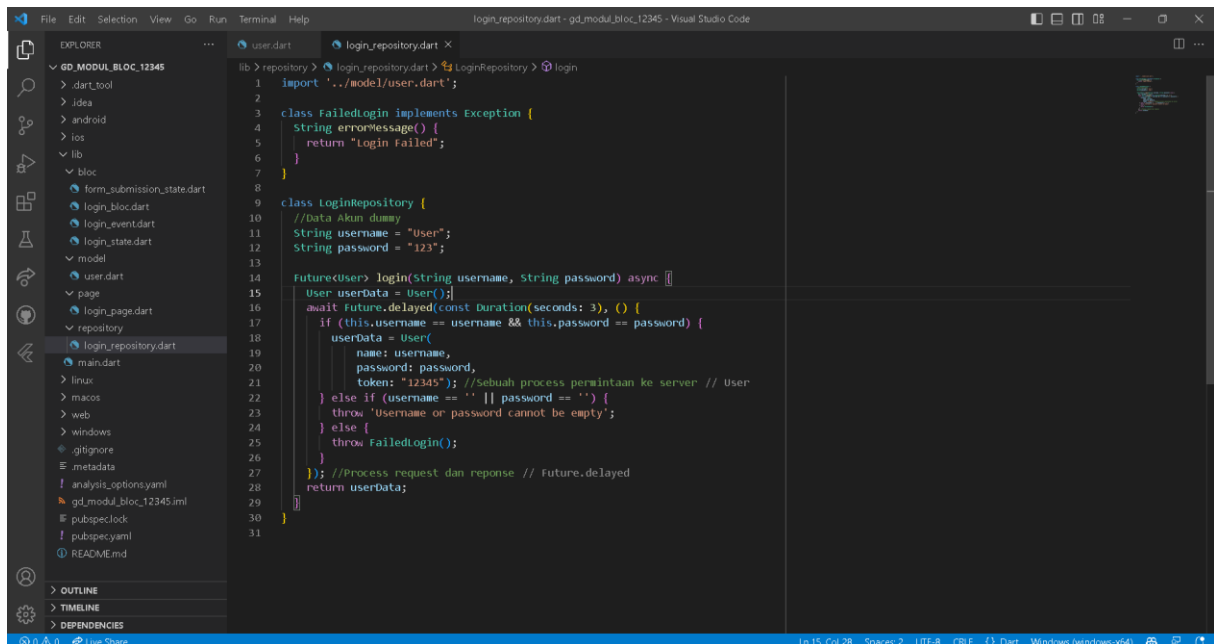 File Edit Selection View Go Run Terminal Help
login_repository.dart - gd_modul_bloc_12345 - Visual Studio Code
EXPLORER
GD_MODUL_BLOC_12345
.dart_tool
.idea
android
ios
lib
bloc
form_submission_state.dart
login_bloc.dart
login_event.dart
login_state.dart
model
user.dart
page
login_page.dart
repository
login_repository.dart
main.dart
linux
macos
web
windows
.gitignore
.metadata
analysis_options.yaml
gd_modul_bloc_12345.iml
pubspec.lock
pubspec.yaml
README.md
OUTLINE
TIMELINE
DEPENDENCIES
user.dart login_repository.dart
lib > repository > login_repository.dart > LoginRepository > login
1 import '../model/user.dart';
2
3 class FailedLogin implements Exception {
4 String errorMessage() {
5 return "Login Failed";
6 }
7 }
8
9 class LoginRepository {
10 //Data Akun dummy
11 String username = "User";
12 String password = "123";
13
14 Future<User> login(String username, String password) async {
15 User userData = User();
16 await Future.delayed(const Duration(seconds: 3), () {
17 if (this.username == username && this.password == password) {
18 userData = User(
19 name: username,
20 password: password,
21 token: "12345"); //Sebuah process permintaan ke server // User
22 } else if (username == '' || password == '') {
23 throw 'Username or password cannot be empty';
24 } else {
25 throw FailedLogin();
26 }
27 }); //Process request dan reponse // Future.delayed
28 return userData;
29 }
30 }
31
0 0 Live Share
Ln 15, Col 28 Spaces: 2 UTF-8 CRLF {} Dart Windows (windows-x64)